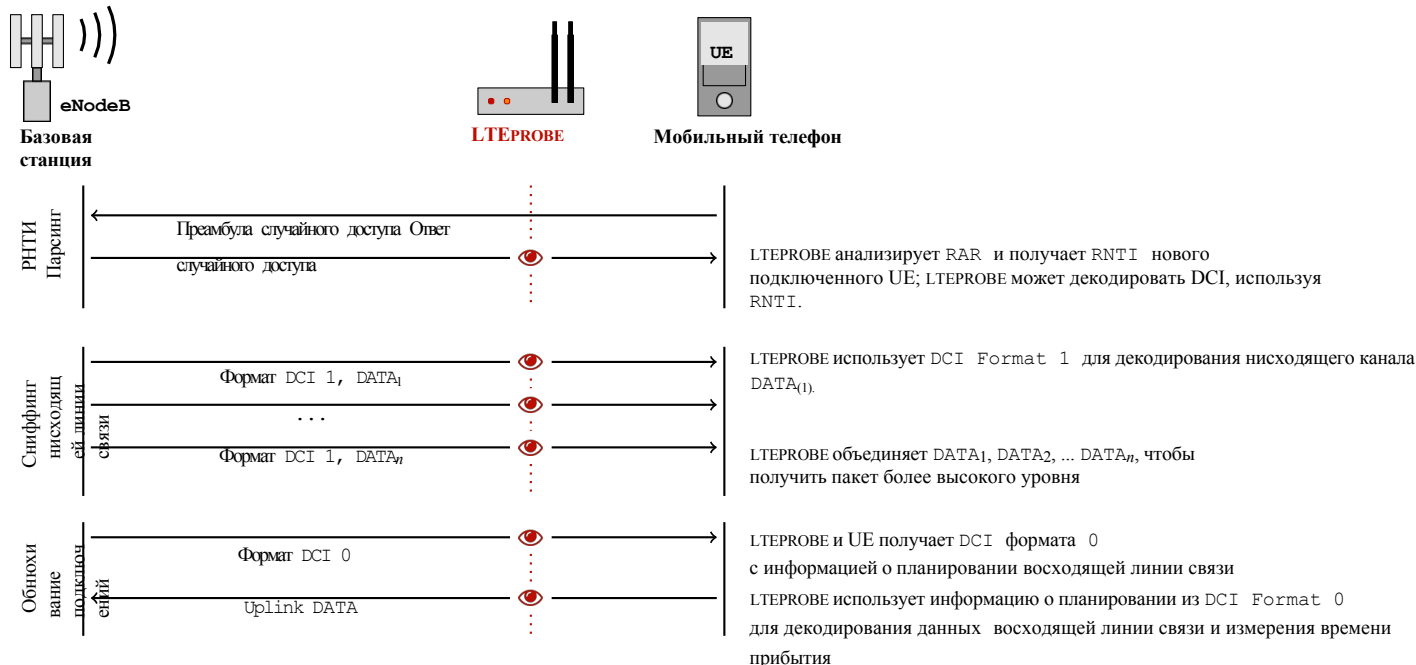 UE
eNodeB
Базовая
станция
LTEPROBE
Мобильный телефон
РНТИ
Парсинг
Преамбула случайного доступа Ответ
случайного доступа
LTEPROBE анализирует RAR и получает RNTI нового
подключенного UE; LTEPROBE может декодировать DCI, используя
RNTI.
Сниффинг
нисходящ
ей линии
связи
Формат DCI 1, DATA1
...
Формат DCI 1, DATAn
LTEPROBE использует DCI Format 1 для декодирования нисходящего канала
DATA(1).
LTEPROBE объединяет DATA1, DATA2, ... DATAn, чтобы
получить пакет более высокого уровня
Обнюхи
вание
подключ
ений
Формат DCI 0
Uplink DATA
LTEPROBE и UE получает DCI формата 0
с информацией о планировании восходящей линии связи
LTEPROBE использует информацию о планировании из DCI Format 0
для декодирования данных восходящей линии связи и измерения времени
прибытия